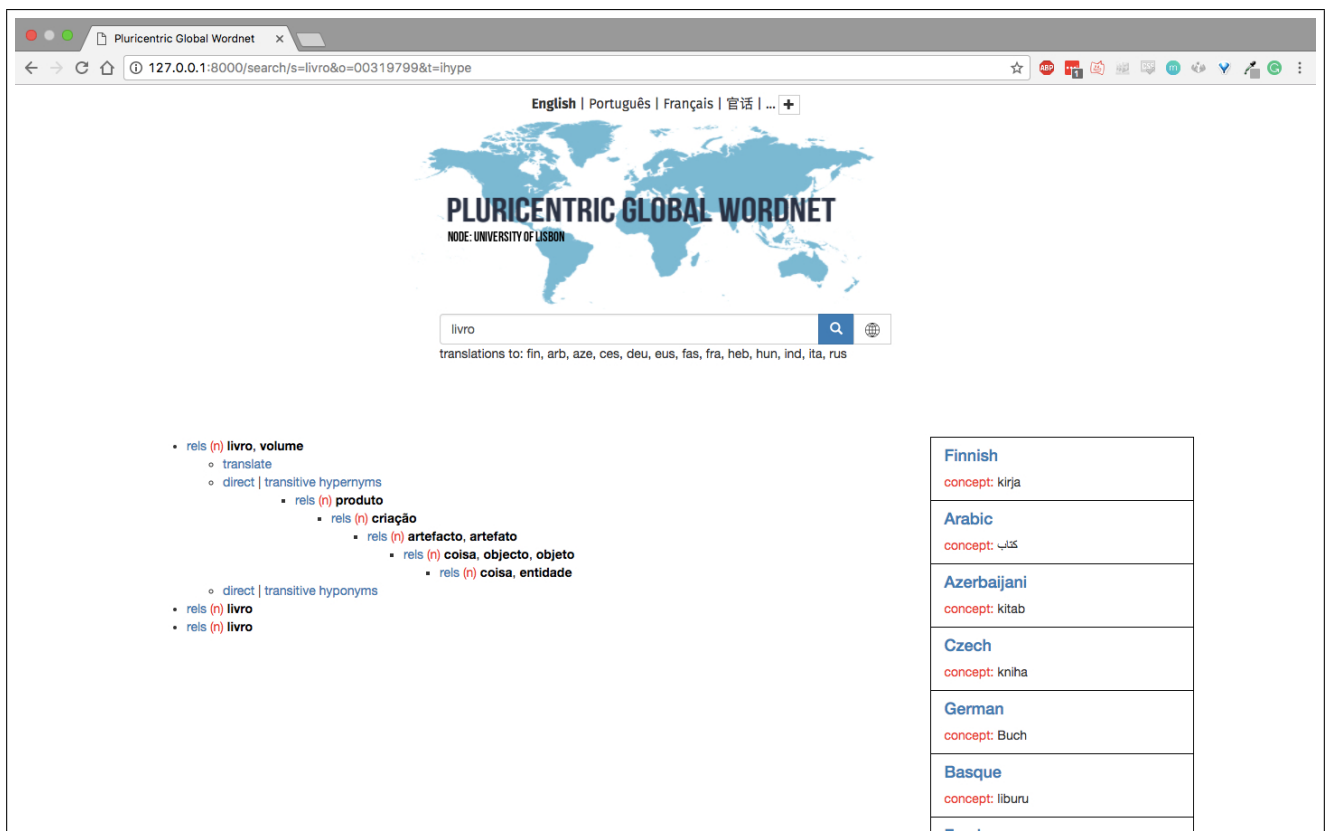 Pluricentric Global Wordnet
127.0.0.1:8000/search/s=livro&o=00319799&t=ihype
ABP
1
m
English | Português | Français | 官话 | ... +
PLURICENTRIC GLOBAL WORDNET
NODE: UNIVERSITY OF LISBON
livro
translations to: fin, arb, aze, ces, deu, eus, fas, fra, heb, hun, ind, ita, rus
rels (n) livro, volume
translate
direct | transitive hypernyms
rels (n) produto
rels (n) criação
rels (n) artefacto, artefato
rels (n) coisa, objecto, objeto
rels (n) coisa, entidade
direct | transitive hyponyms
rels (n) livro
rels (n) livro
Finnish
concept: kirja
Arabic
concept: كتاب
Azerbaijani
concept: kitab
Czech
concept: kniha
German
concept: Buch
Basque
concept: liburu